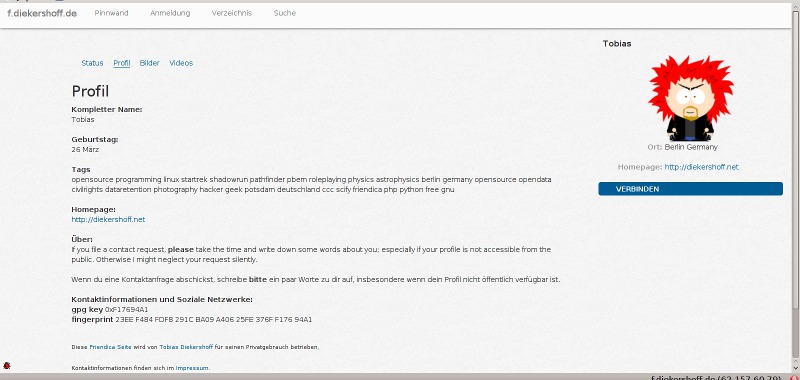 f.diekershoff.de Pinnwand Anmeldung Verzeichnis Suche
Status Profil Bilder Videos
Profil
Kompletter Name:
Tobias
Geburtstag:
26 März
Tags
opensource programming linux startrek shadowrun pathfinder pbem roleplaying physics astrophysics berlin germany opensource opendata
civilrights dataretention photography hacker geek potsdam deutschland ccc scify friendica php python free gnu
Homepage:
http://diekershoff.net
Über:
If you file a contact request, please take the time and write down some words about you; especially if your profile is not accessible from the
public. Otherwise I might neglect your request silently.
Wenn du eine Kontaktanfrage abschickst, schreibe bitte ein paar Worte zu dir auf, insbesondere wenn dein Profil nicht öffentlich verfügbar ist.
Kontaktinformationen und Soziale Netzwerke:
gpg key 0xF17694A1
fingerprint 23EE F484 FDF8 291C BA09 A406 25FE 376F F176 94A1
Diese Friendica Seite wird von Tobias Diekershoff für seinen Privatgebrauch betrieben.
Kontaktinformationen finden sich im Impressum.
Tobias
Ort: Berlin Germany
Homepage: http://diekershoff.net
VERBINDEN
f.diekershoff.de (62.157.60.79)